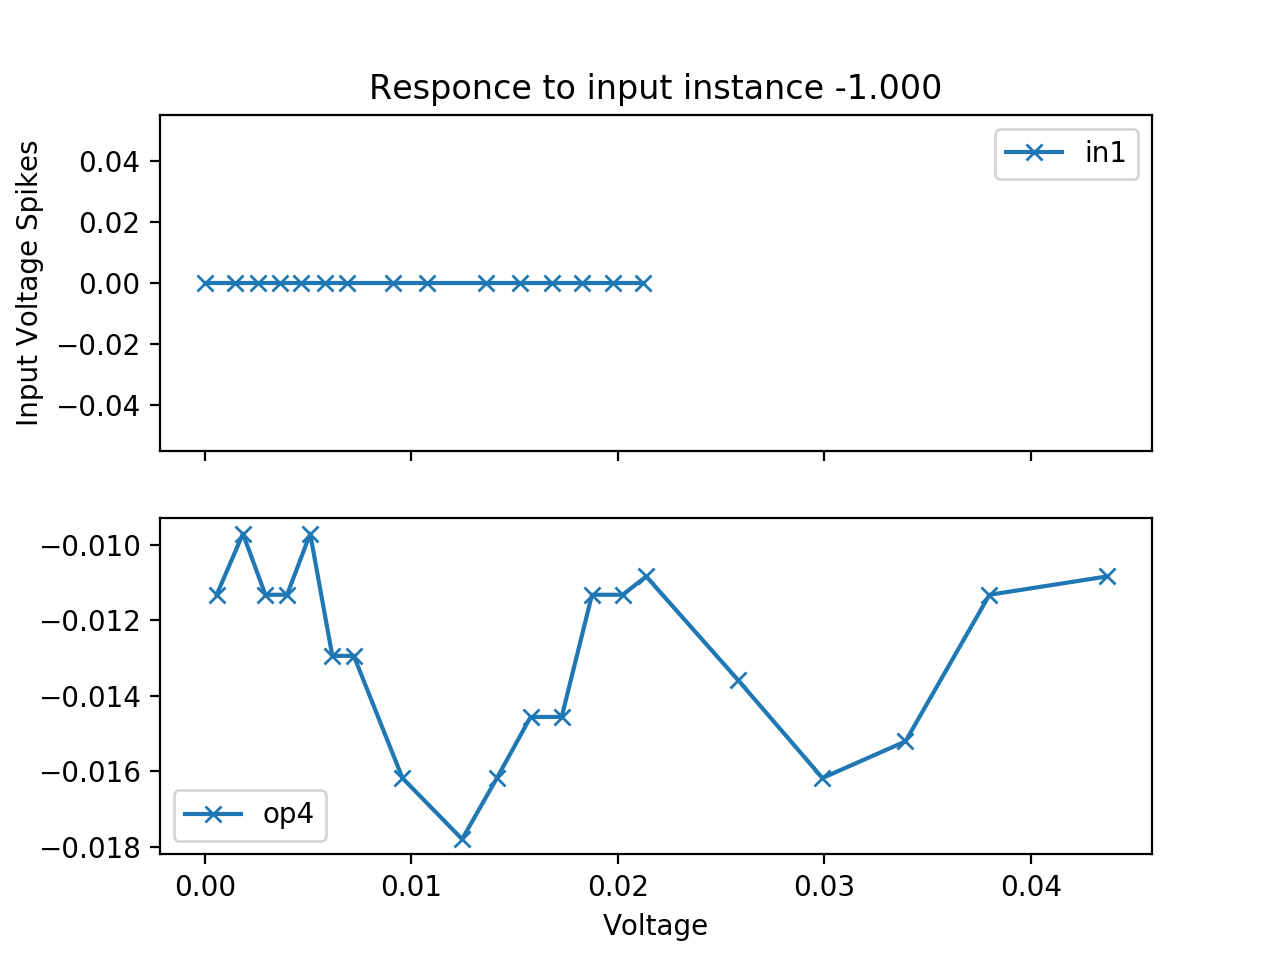 Responce to input instance -1.000
Input Voltage Spikes
0.04
0.02
0.00
−0.02
−0.04
in1
−0.010
−0.012
−0.014
−0.016
−0.018
op4
0.00 0.01 0.02 0.03 0.04
Voltage